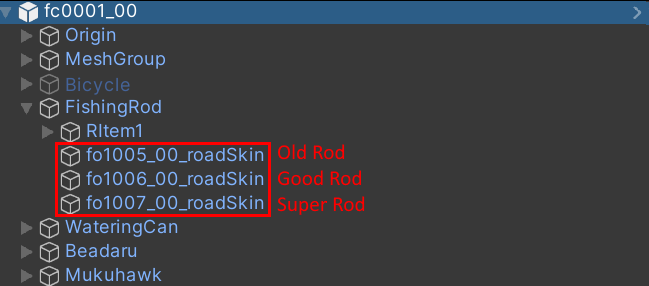 fc0001_00
Origin
MeshGroup
Bicycle
FishingRod
RItem1
fo1005_00_roadSkin Old Rod
fo1006_00_roadSkin Good Rod
fo1007_00_roadSkin Super Rod
WateringCan
Beadaru
Mukuhawk